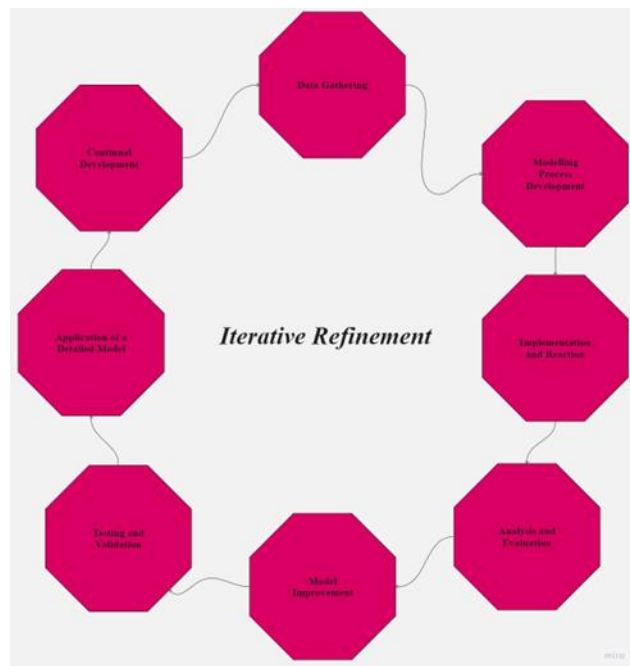 Data Gathering
Modelling
Process
Development
Implementation
and Reaction
Analysis and
Evaluation
Model
Improvement
Testing and
Validation
Application of a
Detailed Model
Continual
Development
Iterative Refinement
miro